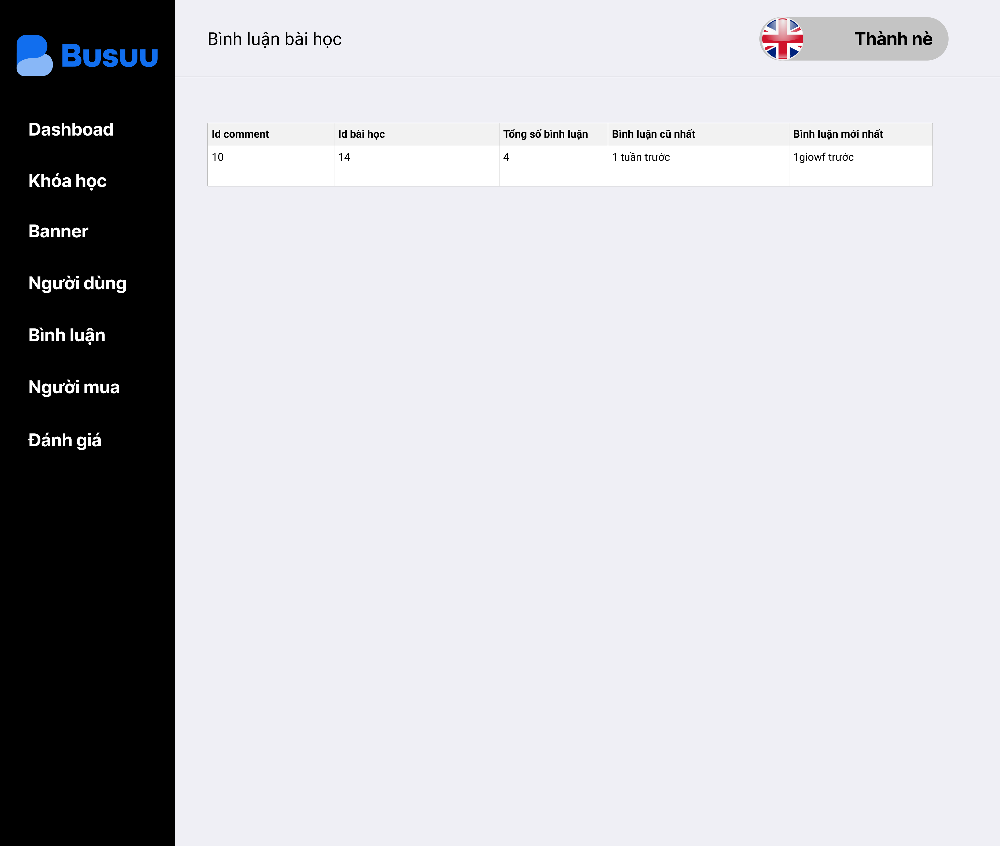 Busuu
Dashboad
Khóa học
Banner
Người dùng
Bình luận
Người mua
Đánh giá
Bình luận bài học
Thành nè
Id comment Id bài học Tổng số bình luận Bình luận cũ nhất Bình luận mới nhất
10 14 4 1 tuần trước 1giowf trước